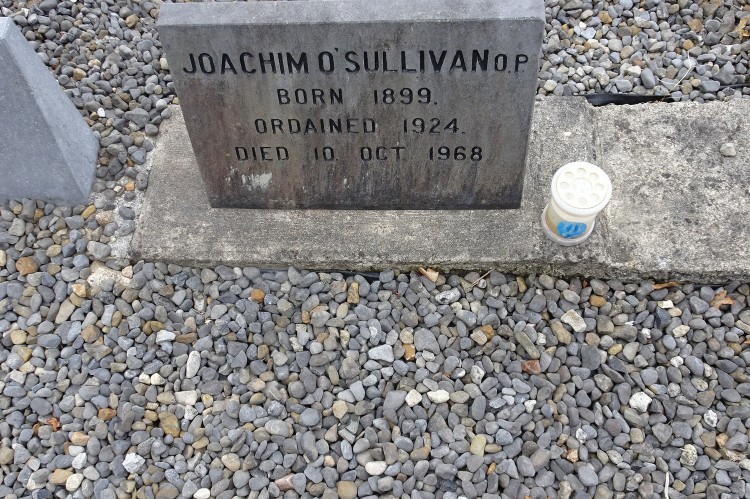 JOACHIM O'SULLIVAN O.P.
BORN 1899.
ORDAINED 1924.
DIED 10 OCT 1968